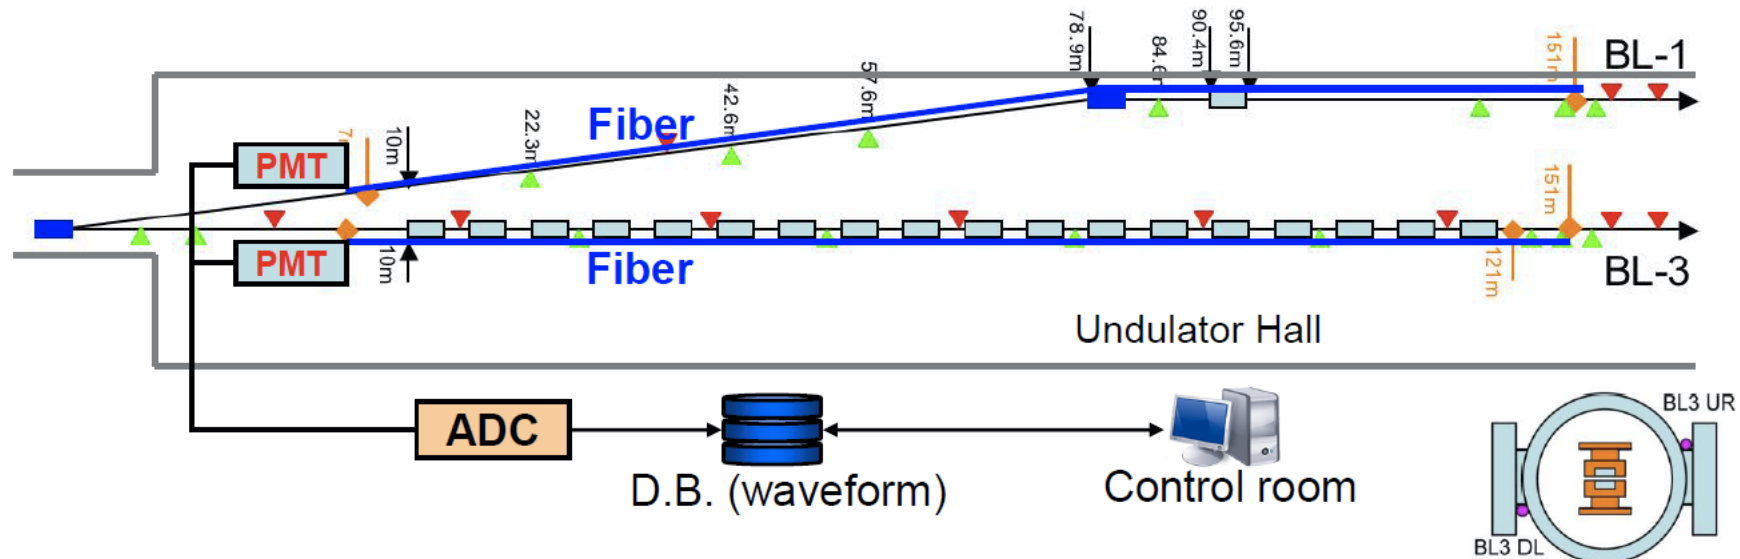 78.9m
84.6m
90.4m
95.6m
151m
BL-1
57.6m
42.6m
22.3m
Fiber
10m
PMT
151m
PMT
10m
Fiber
121m
BL-3
Undulator Hall
ADC
D.B. (waveform)
Control room
BL3 UR
BL3 DL